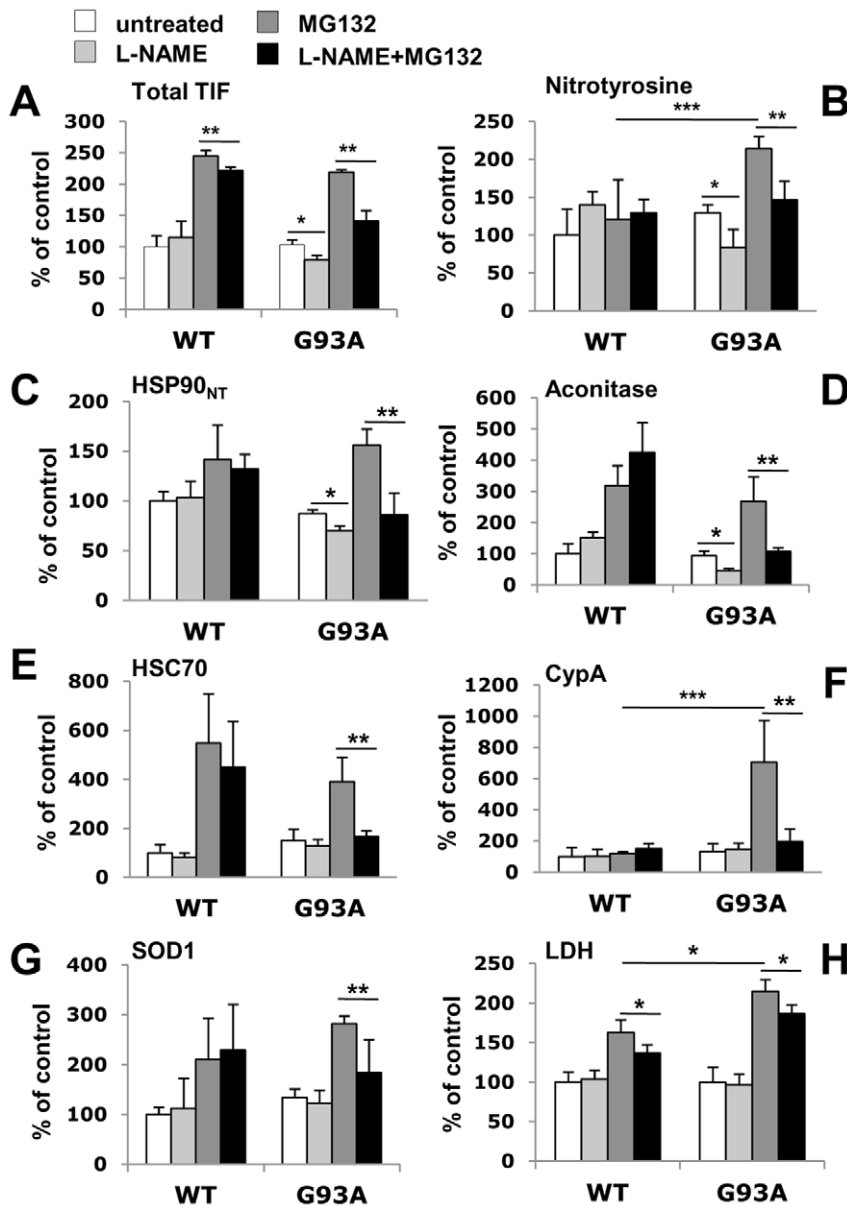 untreated MG132
L-NAME L-NAME+MG132
A Total TIF
% of control
300
250
200
150
100
50
0
** ** *
WT G93A
Nitrotyrosine B
% of control
250
200
150
100
50
0
*** ** *
WT G93A
C HSP90NT
% of control
200
150
100
50
0
** *
WT G93A
Aconitase D
% of control
600
500
400
300
200
100
0
** *
WT G93A
E HSC70
% of control
800
600
400
200
0
**
WT G93A
CypA F
% of control
1200
1000
800
600
400
200
0
*** **
WT G93A
G SOD1
% of control
400
300
200
100
0
**
WT G93A
LDH H
% of control
250
200
150
100
50
0
* * *
WT G93A